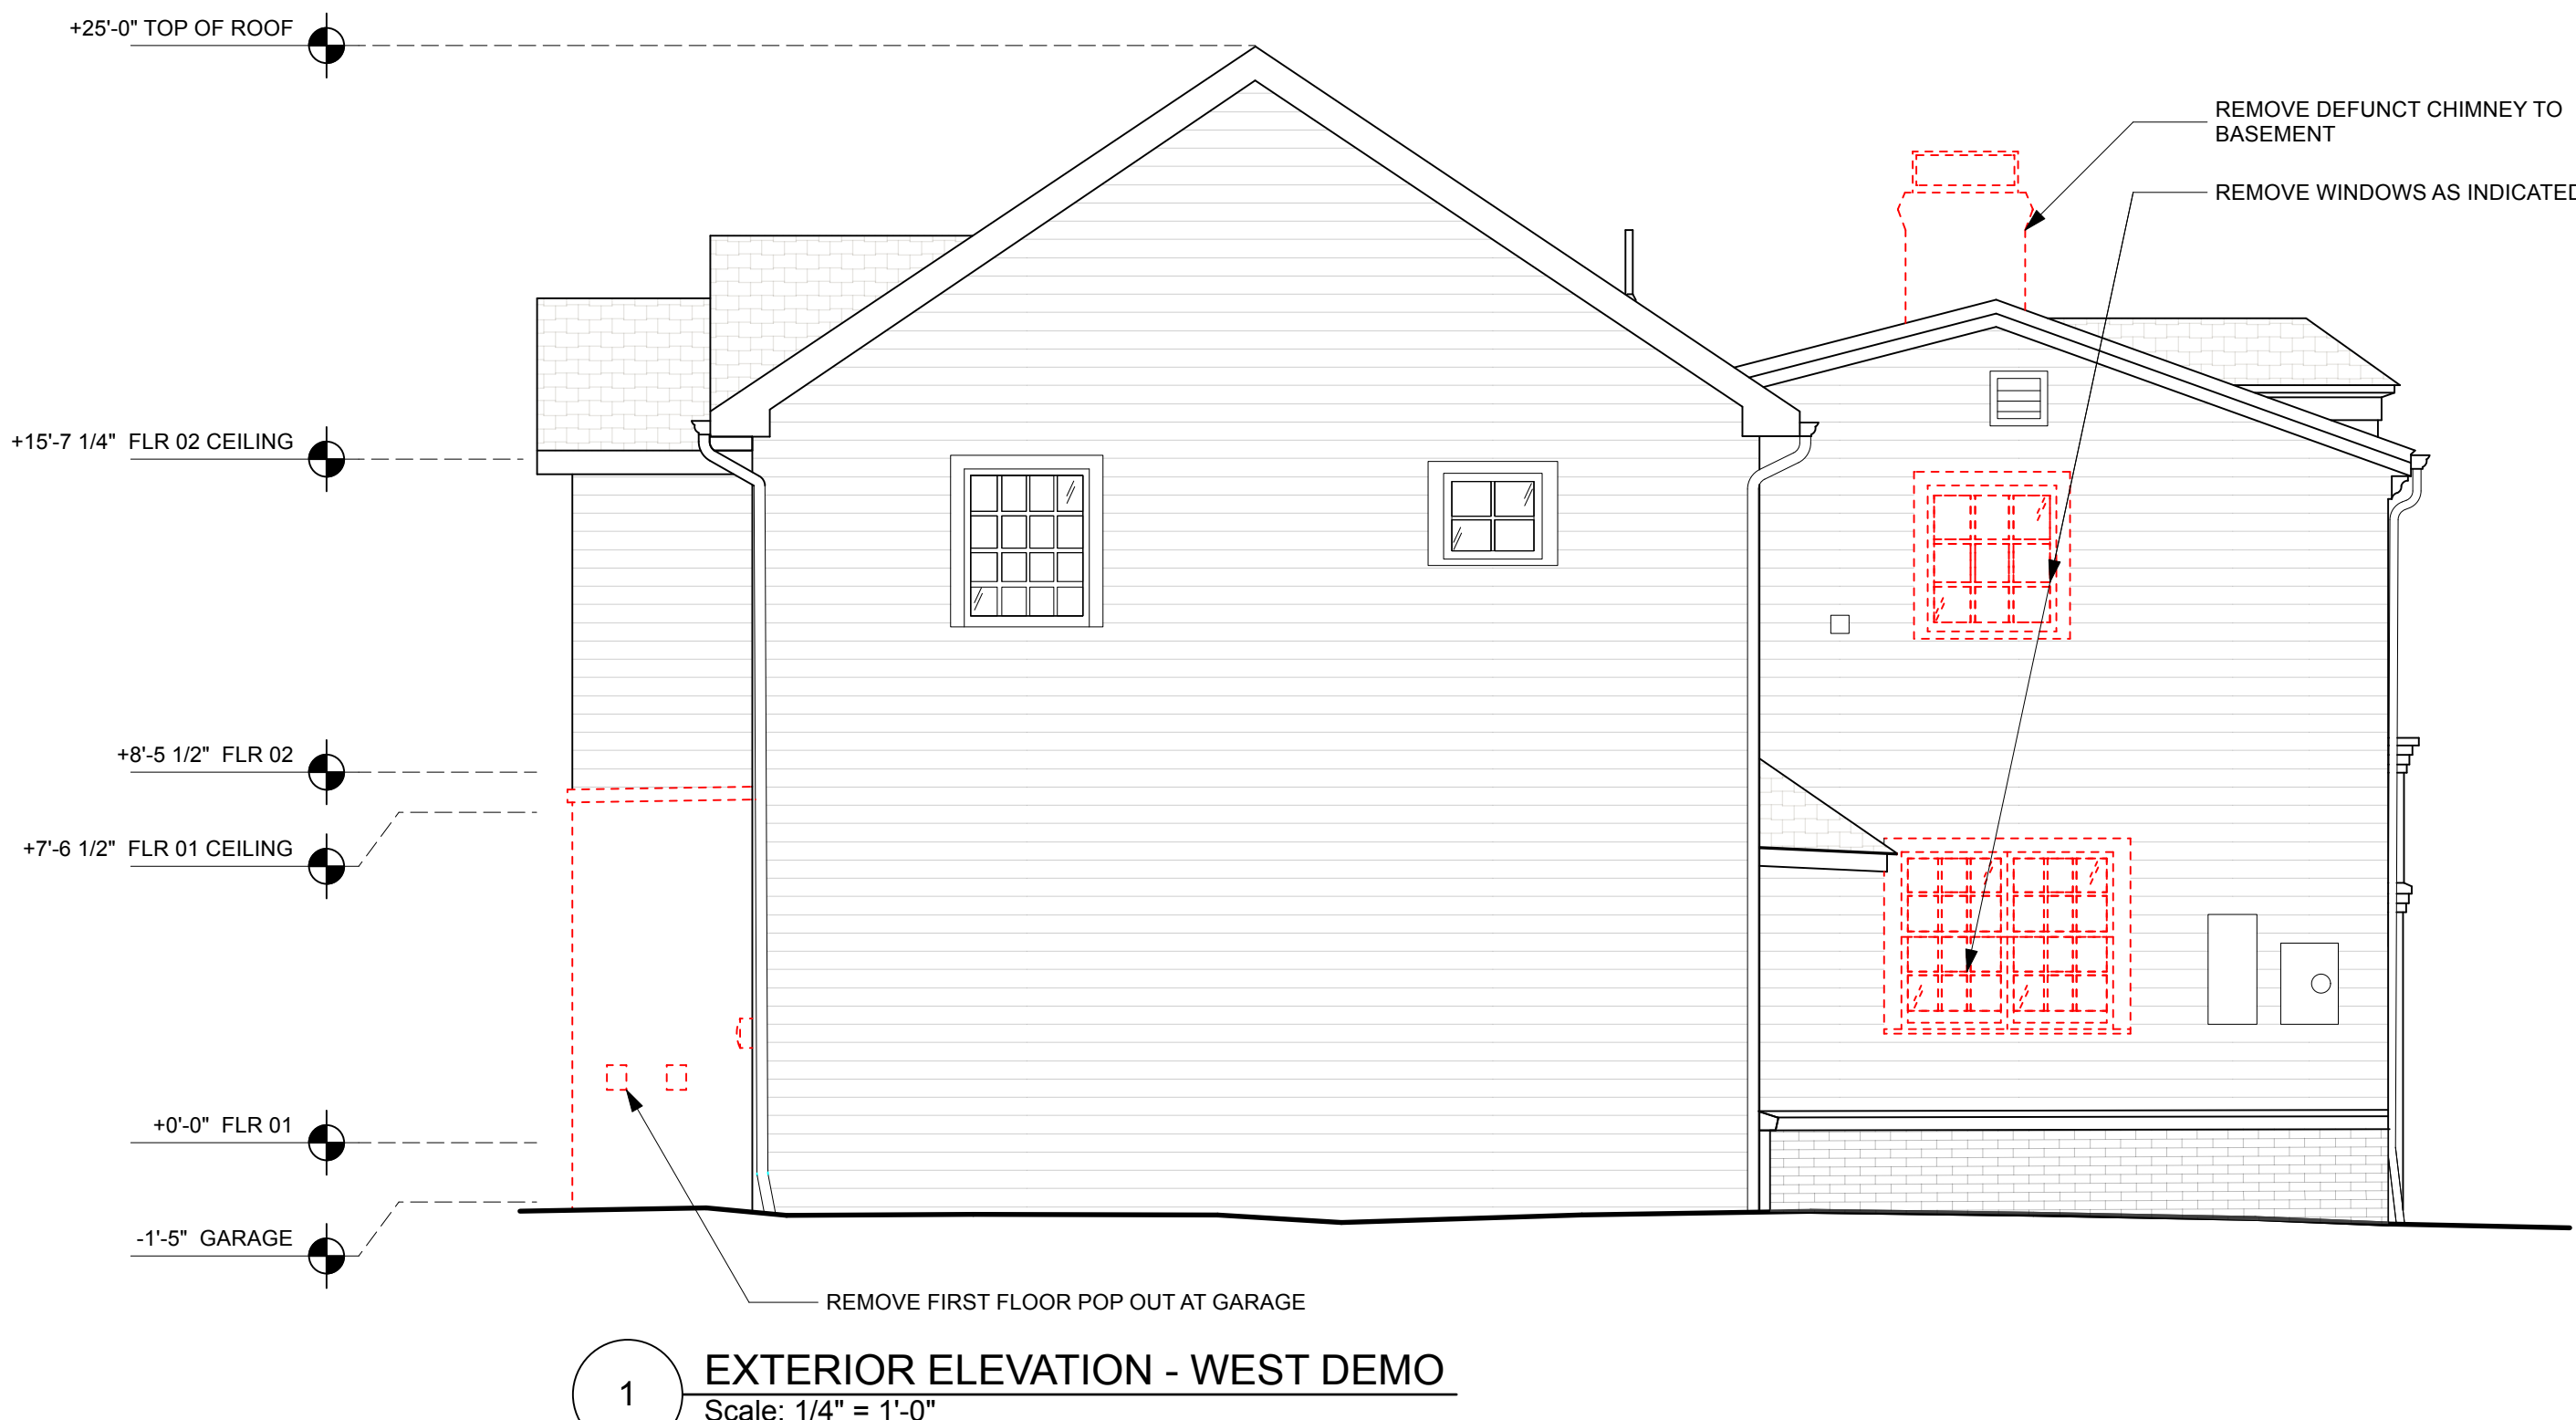 +25'-0" TOP OF ROOF
REMOVE DEFUNCT CHIMNEY TO
BASEMENT
REMOVE WINDOWS AS INDICATED
+15'-7 1/4" FLR 02 CEILING
+8'-5 1/2" FLR 02
+7'-6 1/2" FLR 01 CEILING
+0'-0" FLR 01
-1'-5" GARAGE
REMOVE FIRST FLOOR POP OUT AT GARAGE
1
EXTERIOR ELEVATION - WEST DEMO
Scale: 1/4" = 1'-0"